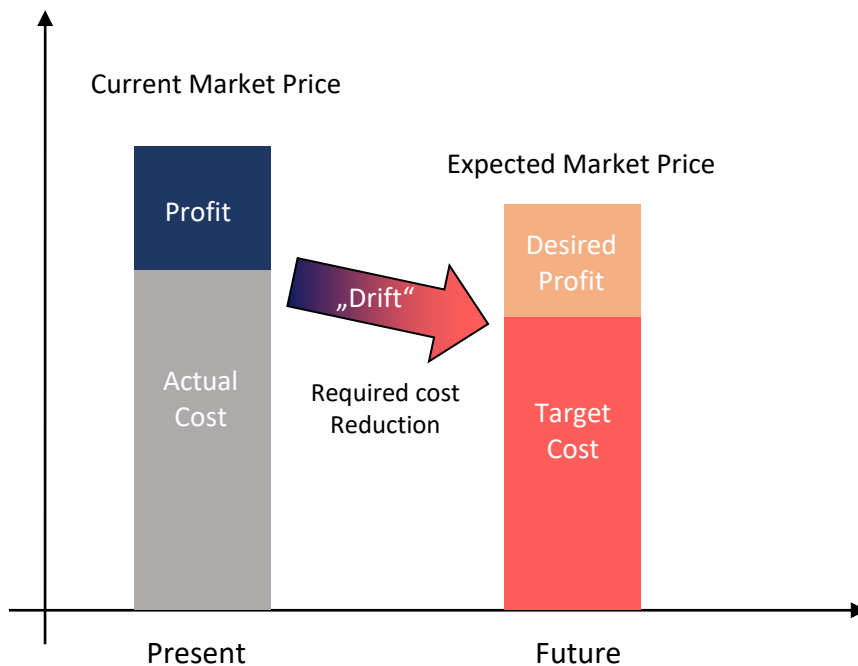 Current Market Price
Expected Market Price
Profit
Desired
Profit
„Drift“
Actual
Cost
Required cost
Reduction
Target
Cost
Present
Future